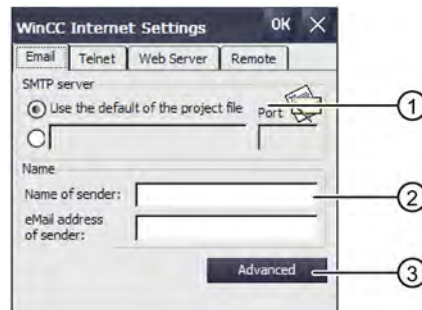 WinCC Internet Settings OK
Email Telnet Web Server Remote
SMTP server
Use the default of the project file Port
1
Name
Name of sender:
2
eMail address
of sender:
Advanced
3